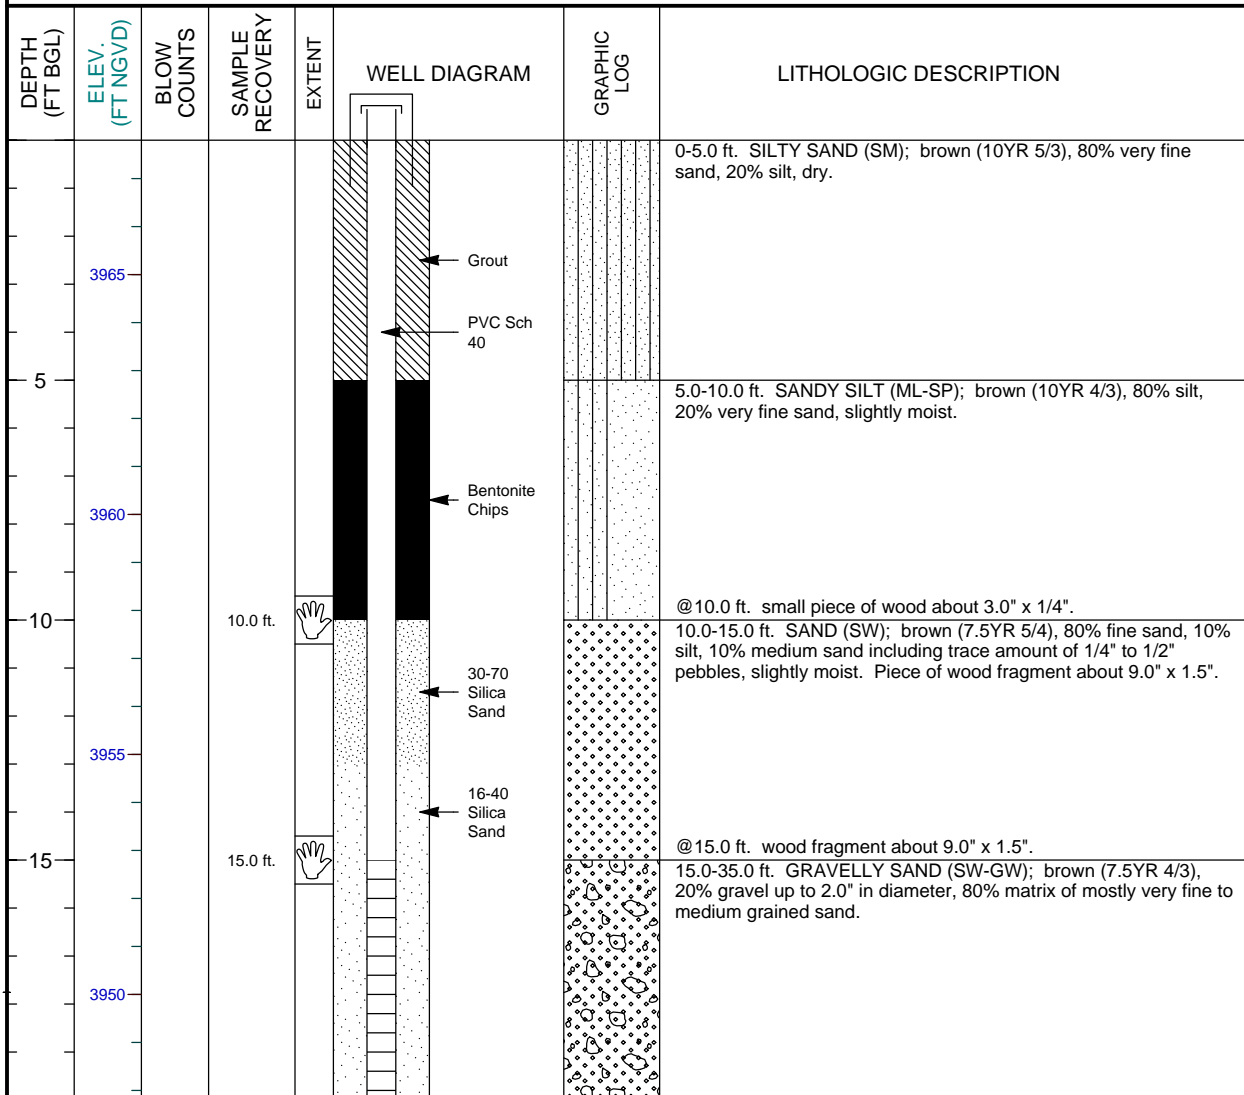 DEPTH
(FT BGL)
ELEV.
(FT NGVD)
BLOW
COUNTS
SAMPLE
RECOVERY
EXTENT
WELL DIAGRAM
GRAPHIC
LOG
LITHOLOGIC DESCRIPTION
0-5.0 ft.  SILTY SAND (SM);  brown (10YR 5/3), 80% very fine
sand, 20% silt, dry.
Grout
3965
PVC Sch
40
5
5.0-10.0 ft.  SANDY SILT (ML-SP);  brown (10YR 4/3), 80% silt,
20% very fine sand, slightly moist.
Bentonite
Chips
3960
@10.0 ft.  small piece of wood about 3.0" x 1/4".
10
10.0 ft.
10.0-15.0 ft.  SAND (SW);  brown (7.5YR 5/4), 80% fine sand, 10%
silt, 10% medium sand including trace amount of 1/4" to 1/2"
pebbles, slightly moist.  Piece of wood fragment about 9.0" x 1.5".
30-70
Silica
Sand
3955
16-40
Silica
Sand
@15.0 ft.  wood fragment about 9.0" x 1.5".
15
15.0 ft.
15.0-35.0 ft.  GRAVELLY SAND (SW-GW);  brown (7.5YR 4/3),
20% gravel up to 2.0" in diameter, 80% matrix of mostly very fine to
medium grained sand.
3950